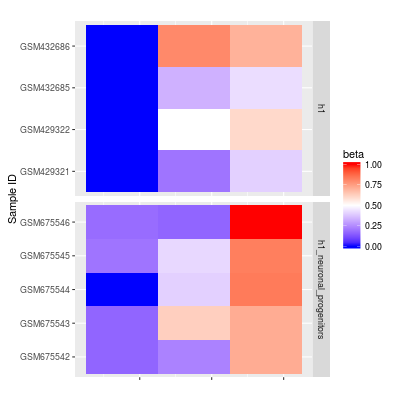 Sample ID
GSM432686
GSM432685
GSM429322
GSM429321
h1
GSM675546
GSM675545
GSM675544
GSM675543
GSM675542
h1_neuronal_progenitors
beta
1.00
0.75
0.50
0.25
0.00